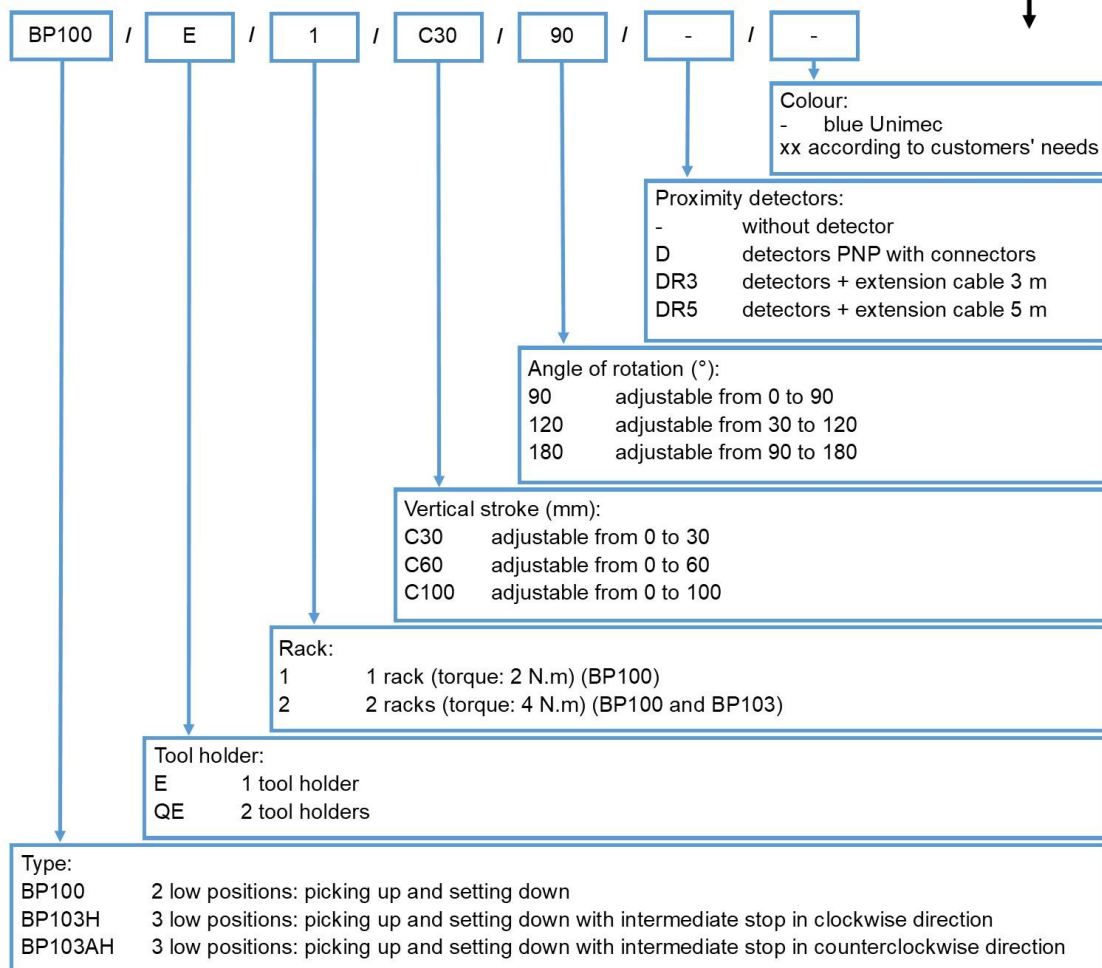 BP100 / E / 1 / C30 / 90 / - / -
Colour:
- blue Unimec
xx according to customers' needs
Proximity detectors:
- without detector
D detectors PNP with connectors
DR3 detectors + extension cable 3 m
DR5 detectors + extension cable 5 m
Angle of rotation (°):
90 adjustable from 0 to 90
120 adjustable from 30 to 120
180 adjustable from 90 to 180
Vertical stroke (mm):
C30 adjustable from 0 to 30
C60 adjustable from 0 to 60
C100 adjustable from 0 to 100
Rack:
1 1 rack (torque: 2 N.m) (BP100)
2 2 racks (torque: 4 N.m) (BP100 and BP103)
Tool holder:
E 1 tool holder
QE 2 tool holders
Type:
BP100 2 low positions: picking up and setting down
BP103H 3 low positions: picking up and setting down with intermediate stop in clockwise direction
BP103AH 3 low positions: picking up and setting down with intermediate stop in counterclockwise direction